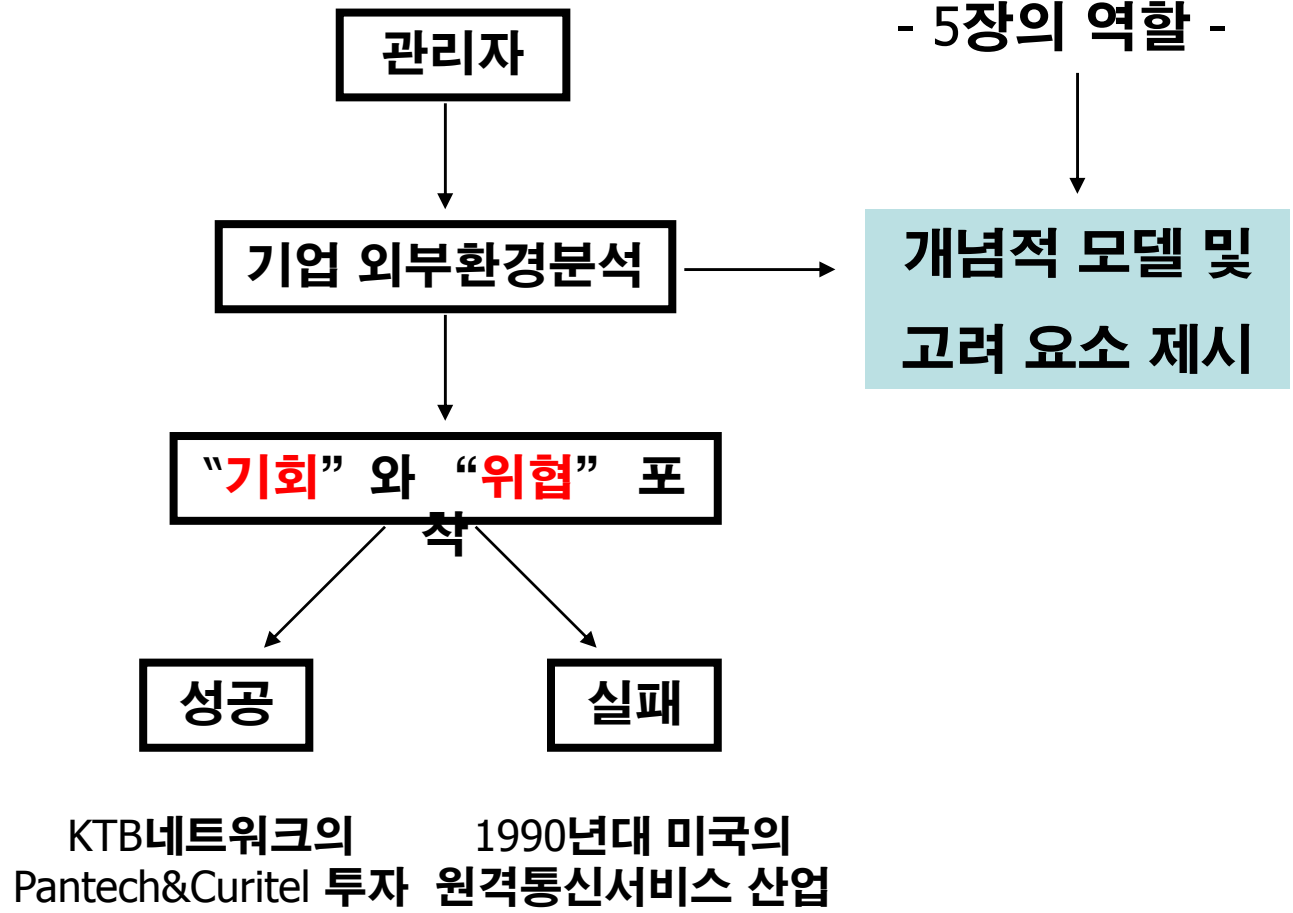 관리자
- 5장의 역할 -
기업 외부환경분석
개념적 모델 및
고려 요소 제시
“기회” 와 “위협” 포
착
성공
실패
KTB네트워크의
Pantech&Curitel 투자
1990년대 미국의
원격통신서비스 산업